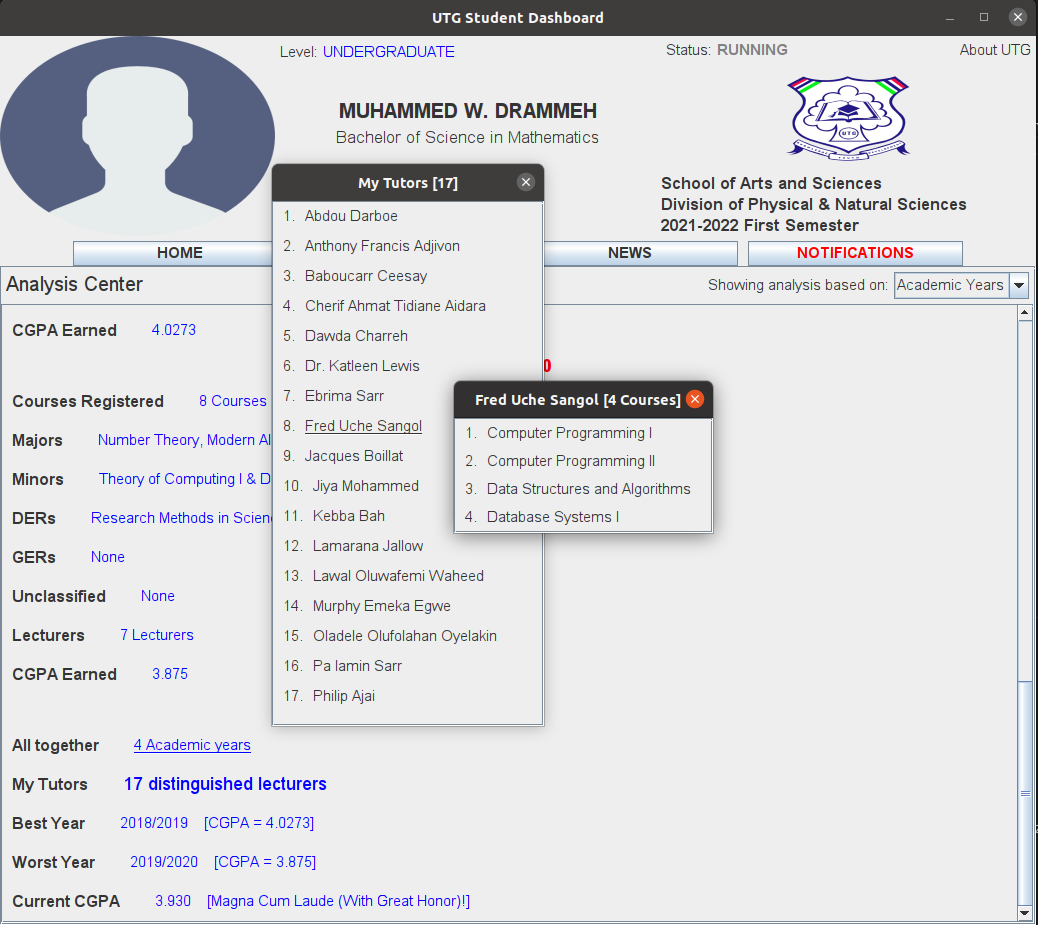 UTG Student Dashboard
Level: UNDERGRADUATE
Status: RUNNING
About UTG
MUHAMMED W. DRAMMEH
Bachelor of Science in Mathematics
UTG
School of Arts and Sciences
Division of Physical & Natural Sciences
2021-2022 First Semester
HOME
NEWS
NOTIFICATIONS
Analysis Center
Showing analysis based on: Academic Years
CGPA Earned 4.0273
0
Courses Registered 8 Courses
Majors Number Theory, Modern Al
Minors Theory of Computing I & D
DERs Research Methods in Scien
GERs None
Unclassified None
Lecturers 7 Lecturers
CGPA Earned 3.875
All together 4 Academic years
My Tutors 17 distinguished lecturers
Best Year 2018/2019 [CGPA = 4.0273]
Worst Year 2019/2020 [CGPA = 3.875]
Current CGPA 3.930 [Magna Cum Laude (With Great Honor)!]
My Tutors [17]
1. Abdou Darboe
2. Anthony Francis Adjivon
3. Baboucarr Ceesay
4. Cherif Ahmat Tidiane Aidara
5. Dawda Charreh
6. Dr. Katleen Lewis
7. Ebrima Sarr
8. Fred Uche Sangol
9. Jacques Boillat
10. Jiya Mohammed
11. Kebba Bah
12. Lamarana Jallow
13. Lawal Oluwafemi Waheed
14. Murphy Emeka Egwe
15. Oladele Olufolahan Oyelakin
16. Pa lamin Sarr
17. Philip Ajai
Fred Uche Sangol [4 Courses]
1. Computer Programming I
2. Computer Programming II
3. Data Structures and Algorithms
4. Database Systems I